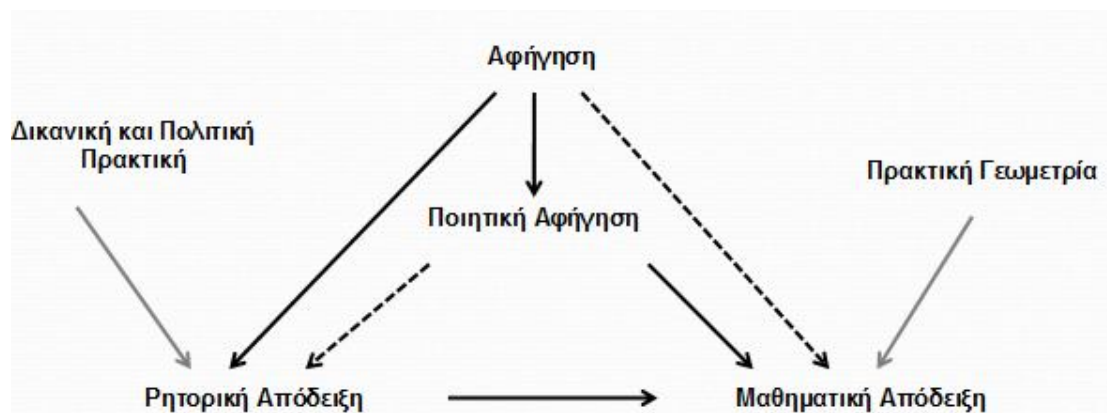 Αφήγηση
Δικανική και Πολιτική
Πρακτική
Πρακτική Γεωμετρία
Ποιητική Αφήγηση
Ρητορική Απόδειξη
Μαθηματική Απόδειξη